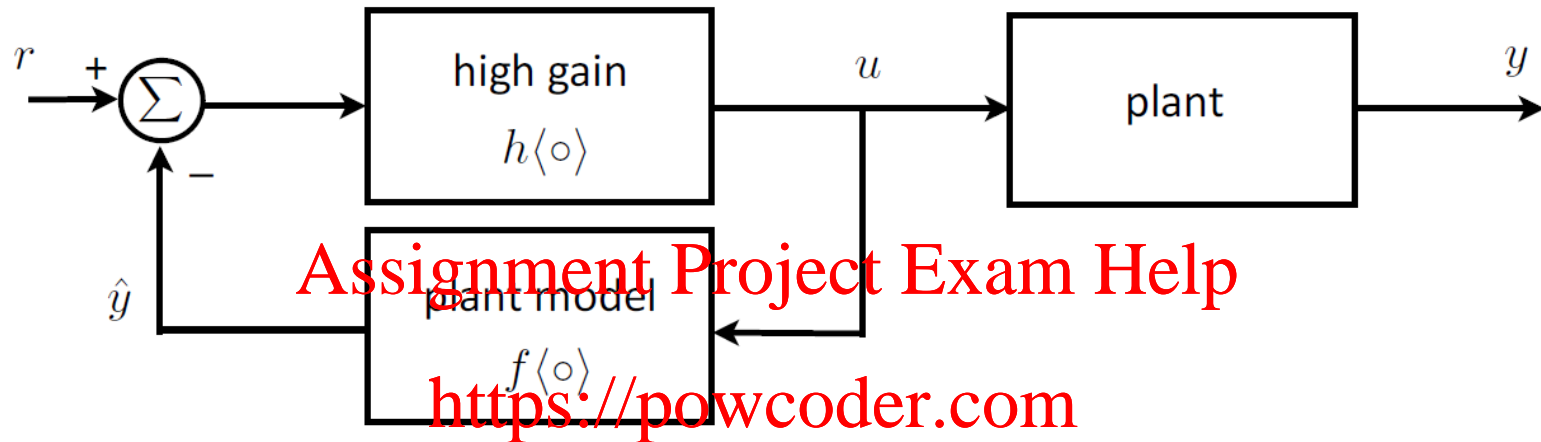 r
+
Σ
−
high gain
h⟨∘⟩
u
plant
y
ŷ
plant model
f⟨∘⟩
Assignment Project Exam Help
https://powcoder.com